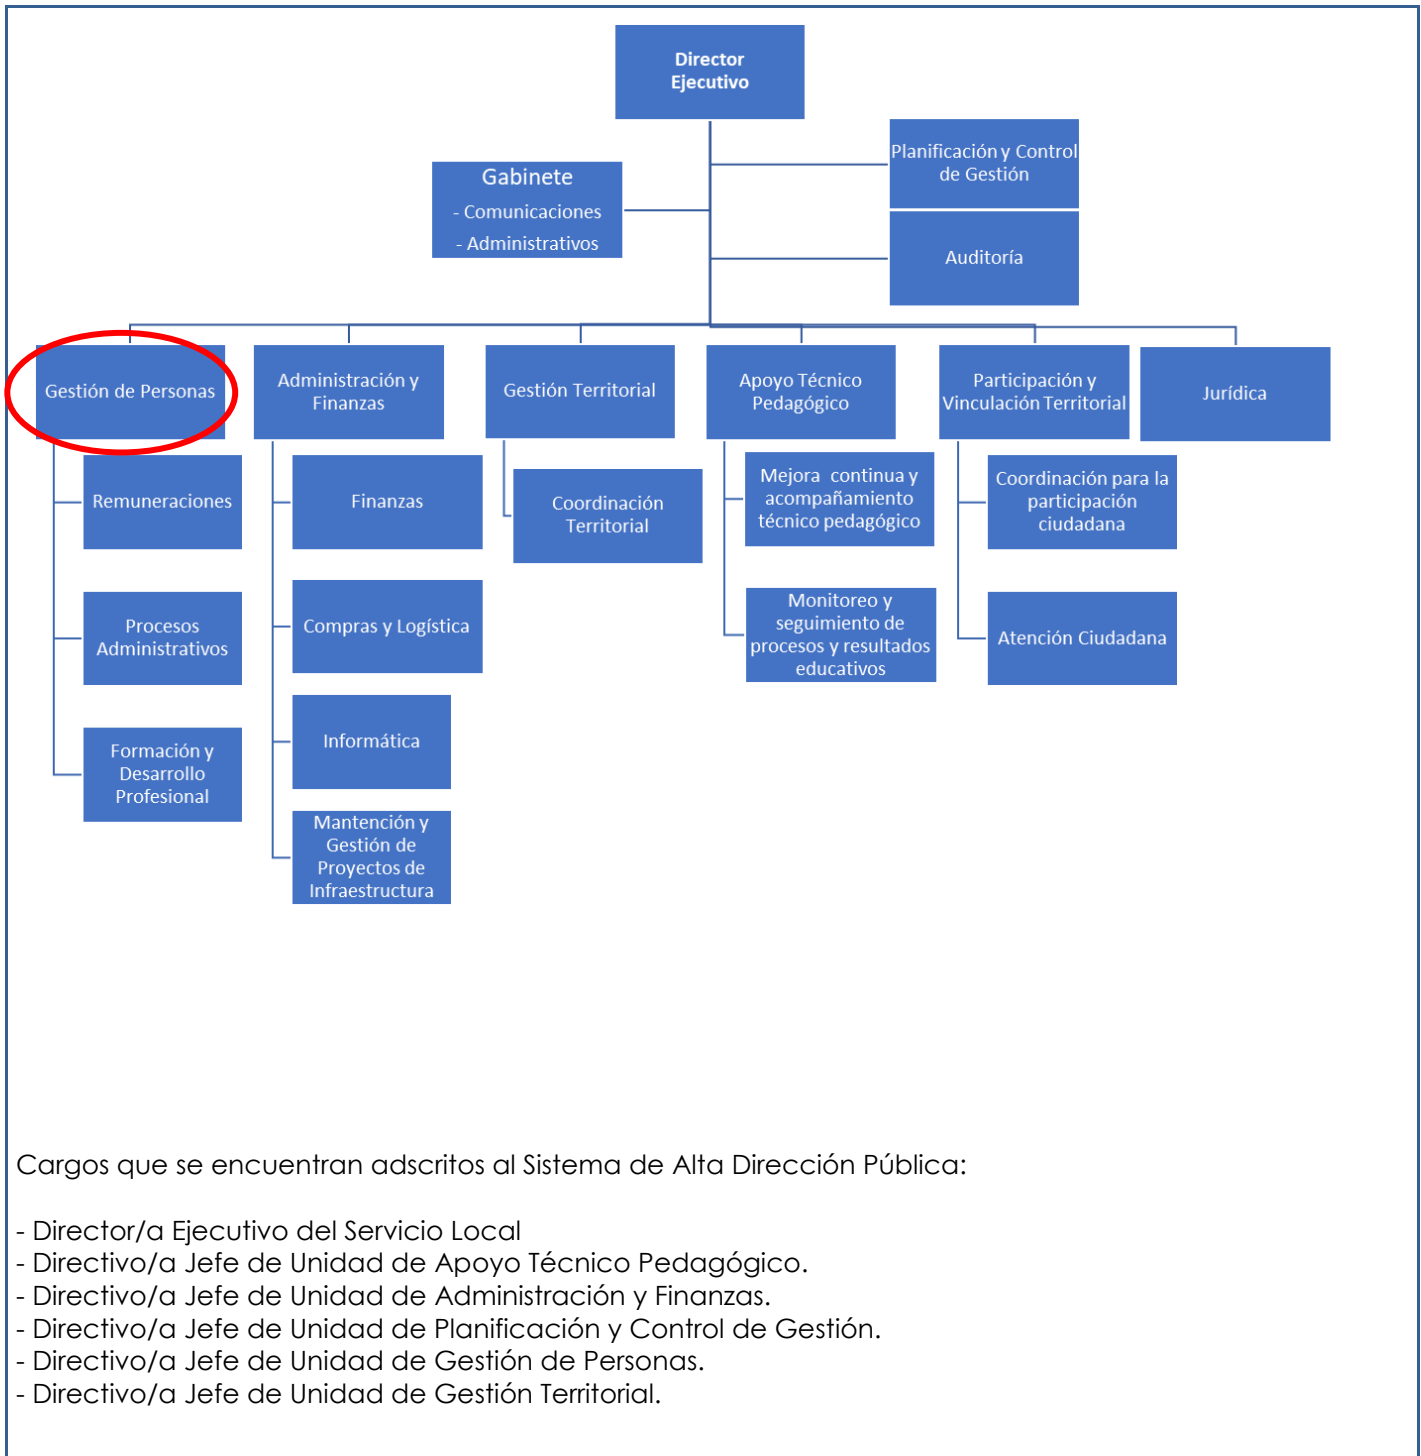 Director
Ejecutivo
Planificación y Control
de Gestión
Gabinete
- Comunicaciones
- Administrativos
Auditoría
Gestión de Personas
Administración y
Finanzas
Gestión Territorial
Apoyo Técnico
Pedagógico
Participación y
Vinculación Territorial
Jurídica
Remuneraciones
Procesos
Administrativos
Formación y
Desarrollo
Profesional
Finanzas
Compras y Logística
Informática
Mantención y
Gestión de
Proyectos de
Infraestructura
Coordinación
Territorial
Mejora continua y
acompañamiento
técnico pedagógico
Monitoreo y
seguimiento de
procesos y resultados
educativos
Coordinación para la
participación
ciudadana
Atención Ciudadana
Cargos que se encuentran adscritos al Sistema de Alta Dirección Pública:
- Director/a Ejecutivo del Servicio Local
- Directivo/a Jefe de Unidad de Apoyo Técnico Pedagógico.
- Directivo/a Jefe de Unidad de Administración y Finanzas.
- Directivo/a Jefe de Unidad de Planificación y Control de Gestión.
- Directivo/a Jefe de Unidad de Gestión de Personas.
- Directivo/a Jefe de Unidad de Gestión Territorial.